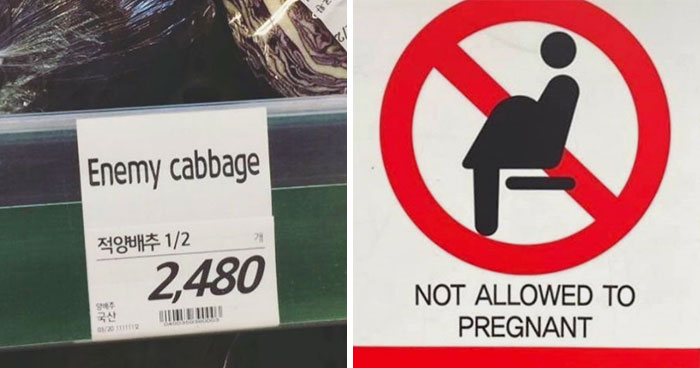 Enemy cabbage
적양배추 1/2 개
2,480
양배추
국산
NOT ALLOWED TO
PREGNANT